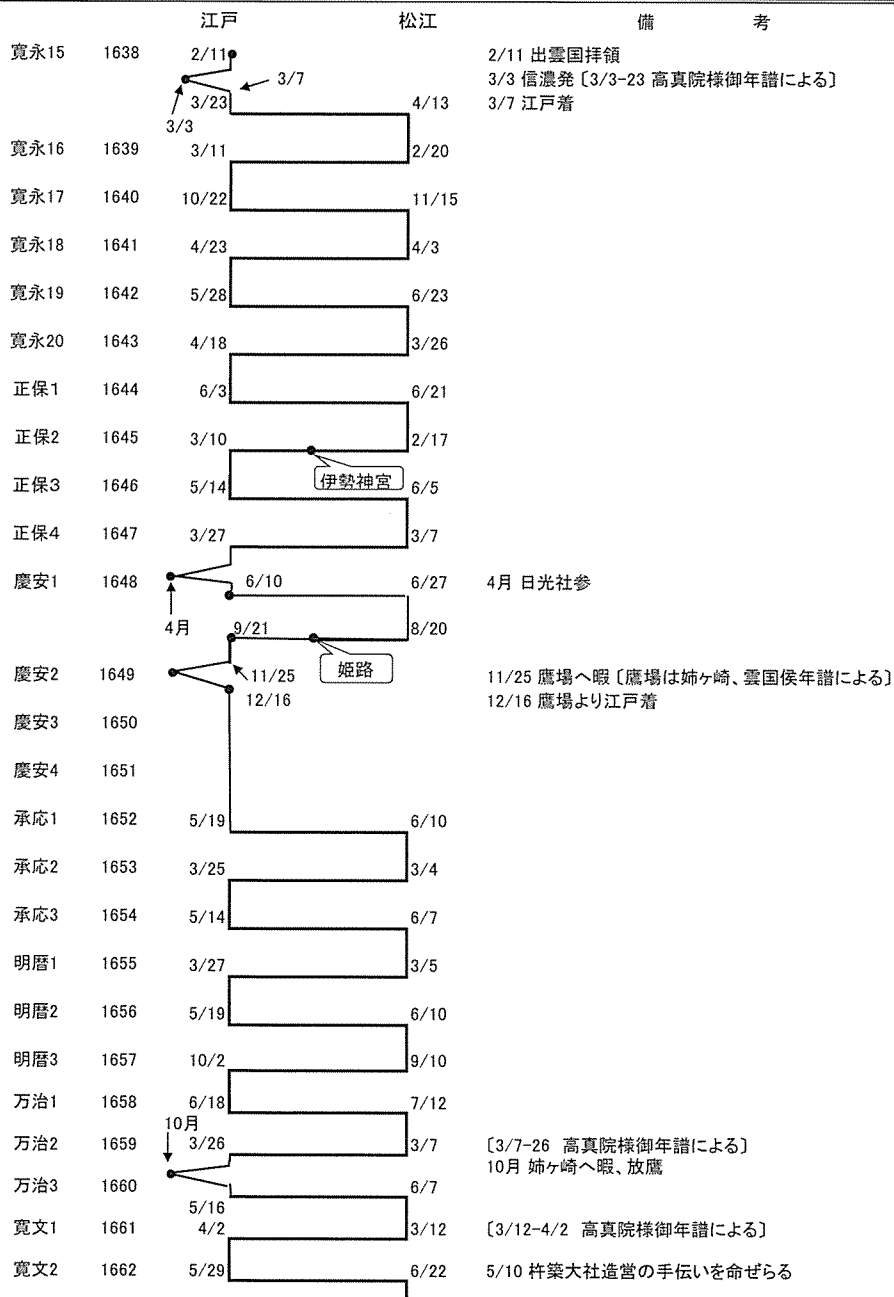 江戸 松江 備 考
寛永15 1638 2/11 2/11 出雲国拝領
3/7 3/3 信濃発〔3/3-23 高真院様御年譜による〕
3/23 4/13 3/7 江戸着
3/3
寛永16 1639 3/11 2/20
寛永17 1640 10/22 11/15
寛永18 1641 4/23 4/3
寛永19 1642 5/28 6/23
寛永20 1643 4/18 3/26
正保1 1644 6/3 6/21
正保2 1645 3/10 2/17
伊勢神宮
正保3 1646 5/14 6/5
正保4 1647 3/27 3/7
慶安1 1648 6/10 6/27 4月 日光社参
4月 9/21 8/20
姫路
慶安2 1649 11/25 11/25 鷹場へ暇〔鷹場は姉ヶ崎、雲国侯年譜による〕
12/16 12/16 鷹場より江戸着
慶安3 1650
慶安4 1651
承応1 1652 5/19 6/10
承応2 1653 3/25 3/4
承応3 1654 5/14 6/7
明暦1 1655 3/27 3/5
明暦2 1656 5/19 6/10
明暦3 1657 10/2 9/10
万治1 1658 6/18 7/12
10月
万治2 1659 3/26 3/7 〔3/7-26 高真院様御年譜による〕
10月 姉ヶ崎へ暇、放鷹
万治3 1660 6/7
5/16
寛文1 1661 4/2 3/12 〔3/12-4/2 高真院様御年譜による〕
寛文2 1662 5/29 6/22 5/10 杵築大社造営の手伝いを命ぜらる